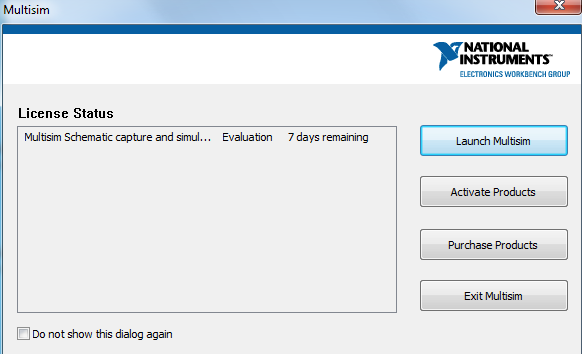 Multisim
NATIONAL
INSTRUMENTS™
ELECTRONICS WORKBENCH GROUP
License Status
Multisim Schematic capture and simul... Evaluation 7 days remaining
Launch Multisim
Activate Products
Purchase Products
Exit Multisim
Do not show this dialog again